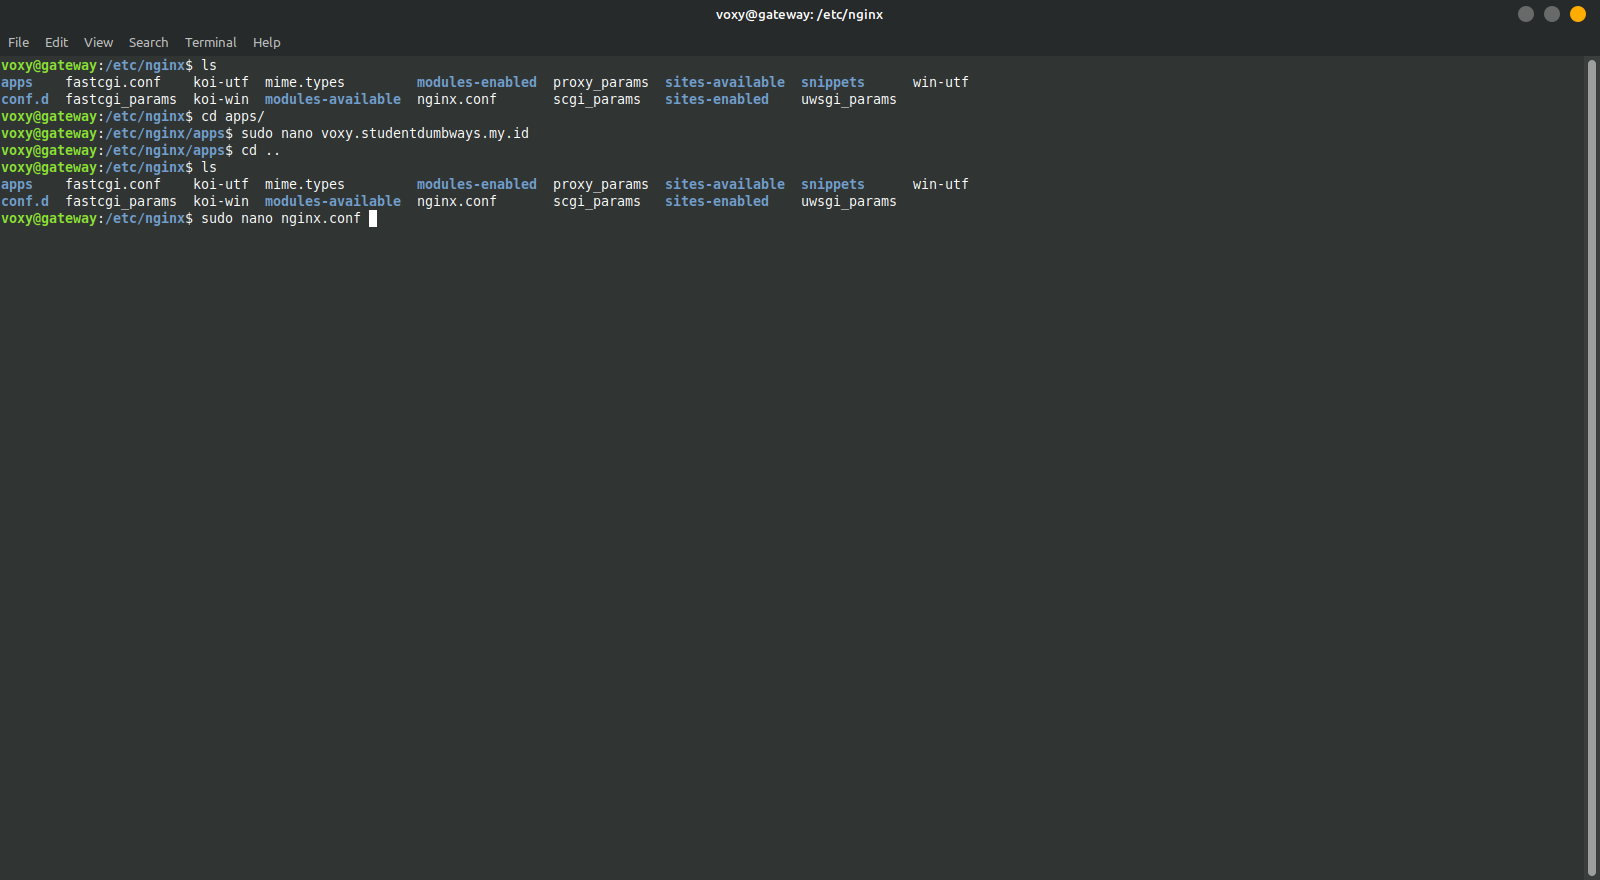 voxy@gateway: /etc/nginx
File Edit View Search Terminal Help
voxy@gateway:/etc/nginx$ ls
apps    fastcgi.conf    koi-utf  mime.types         modules-enabled  proxy_params  sites-available  snippets      win-utf
conf.d  fastcgi_params  koi-win  modules-available  nginx.conf       scgi_params   sites-enabled    uwsgi_params
voxy@gateway:/etc/nginx$ cd apps/
voxy@gateway:/etc/nginx/apps$ sudo nano voxy.studentdumbways.my.id
voxy@gateway:/etc/nginx/apps$ cd ..
voxy@gateway:/etc/nginx$ ls
apps    fastcgi.conf    koi-utf  mime.types         modules-enabled  proxy_params  sites-available  snippets      win-utf
conf.d  fastcgi_params  koi-win  modules-available  nginx.conf       scgi_params   sites-enabled    uwsgi_params
voxy@gateway:/etc/nginx$ sudo nano nginx.conf